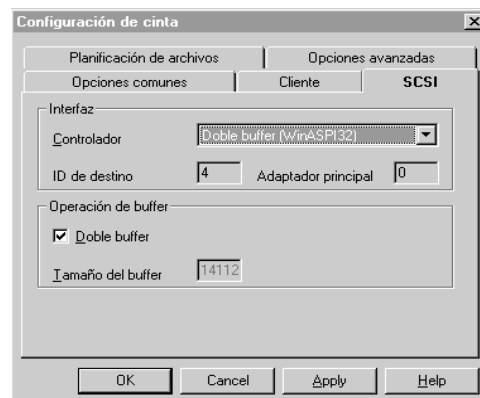 Configuración de cinta
Planificación de archivos
Opciones avanzadas
Opciones comunes
Cliente
SCSI
Interfaz
Controlador
Doble buffer (WinASPI32)
ID de destino
4
Adaptador principal
0
Operación de buffer
Doble buffer
Tamaño del buffer
14112
OK
Cancel
Apply
Help